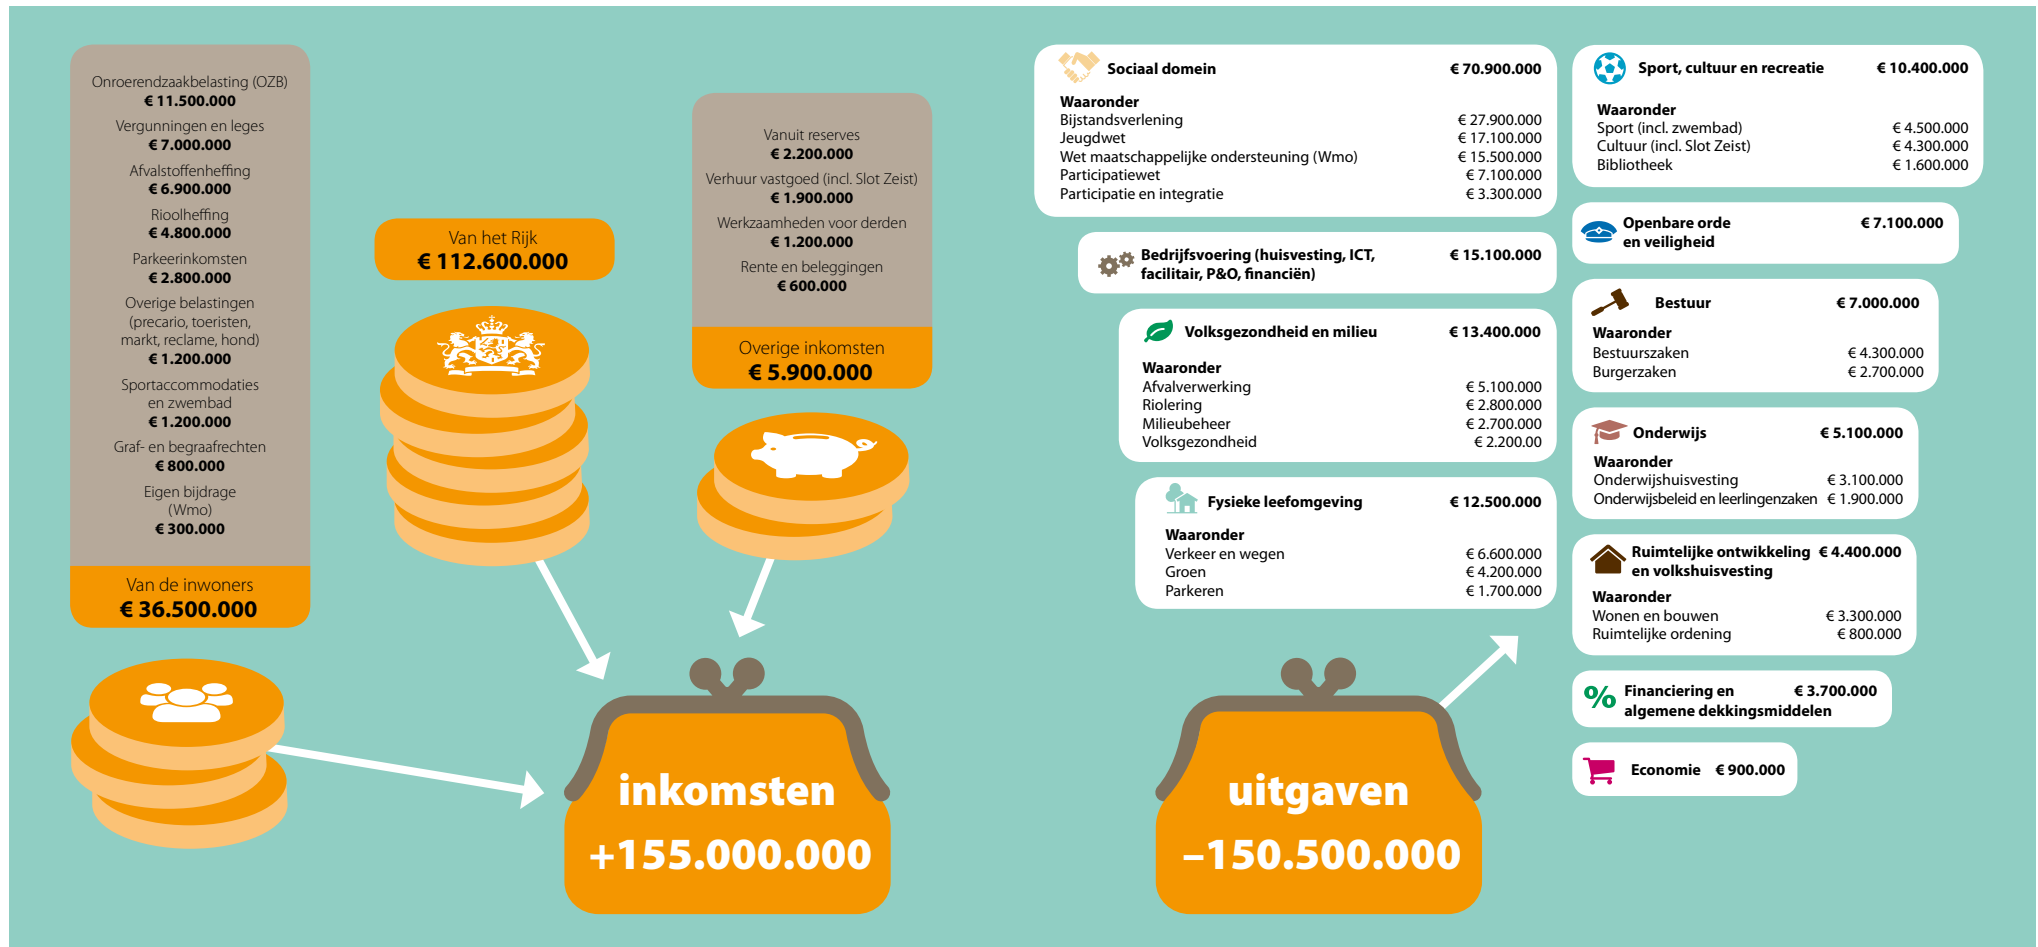 Onroerendzaakbelasting (OZB)
€ 11.500.000
Vergunningen en leges
€ 7.000.000
Afvalstoffenheffing
€ 6.900.000
Rioolheffing
€ 4.800.000
Parkeerinkomsten
€ 2.800.000
Overige belastingen
(precario, toeristen,
markt, reclame, hond)
€ 1.200.000
Sportaccommodaties
en zwembad
€ 1.200.000
Graf- en begraafrechten
€ 800.000
Eigen bijdrage
(Wmo)
€ 300.000
Van de inwoners
€ 36.500.000
Van het Rijk
€ 112.600.000
Vanuit reserves
€ 2.200.000
Verhuur vastgoed (incl. Slot Zeist)
€ 1.900.000
Werkzaamheden voor derden
€ 1.200.000
Rente en beleggingen
€ 600.000
Overige inkomsten
€ 5.900.000
inkomsten
+155.000.000
Sociaal domein € 70.900.000
Waaronder
Bijstandsverlening € 27.900.000
Jeugdwet € 17.100.000
Wet maatschappelijke ondersteuning (Wmo) € 15.500.000
Participatiewet € 7.100.000
Participatie en integratie € 3.300.000
Bedrijfsvoering (huisvesting, ICT, € 15.100.000
facilitair, P&O, financiën)
Volksgezondheid en milieu € 13.400.000
Waaronder
Afvalverwerking € 5.100.000
Riolering € 2.800.000
Milieubeheer € 2.700.000
Volksgezondheid € 2.200.00
Fysieke leefomgeving € 12.500.000
Waaronder
Verkeer en wegen € 6.600.000
Groen € 4.200.000
Parkeren € 1.700.000
Sport, cultuur en recreatie € 10.400.000
Waaronder
Sport (incl. zwembad) € 4.500.000
Cultuur (incl. Slot Zeist) € 4.300.000
Bibliotheek € 1.600.000
Openbare orde € 7.100.000
en veiligheid
Bestuur € 7.000.000
Waaronder
Bestuurszaken € 4.300.000
Burgerzaken € 2.700.000
Onderwijs € 5.100.000
Waaronder
Onderwijshuisvesting € 3.100.000
Onderwijsbeleid en leerlingenzaken € 1.900.000
Ruimtelijke ontwikkeling € 4.400.000
en volkshuisvesting
Waaronder
Wonen en bouwen € 3.300.000
Ruimtelijke ordening € 800.000
% Financiering en € 3.700.000
algemene dekkingsmiddelen
Economie € 900.000
uitgaven
–150.500.000